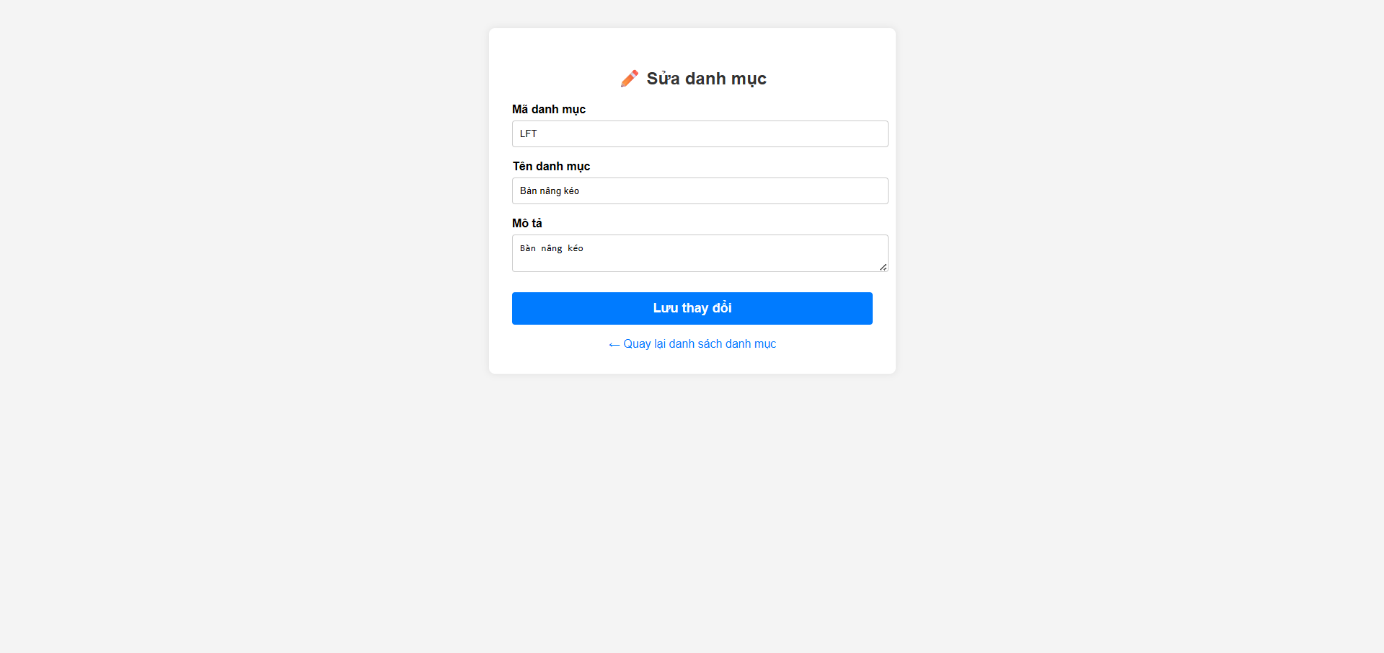 Sửa danh mục
Mã danh mục
LFT
Tên danh mục
Bàn nâng kéo
Mô tả
Bàn nâng kéo
Lưu thay đổi
← Quay lại danh sách danh mục